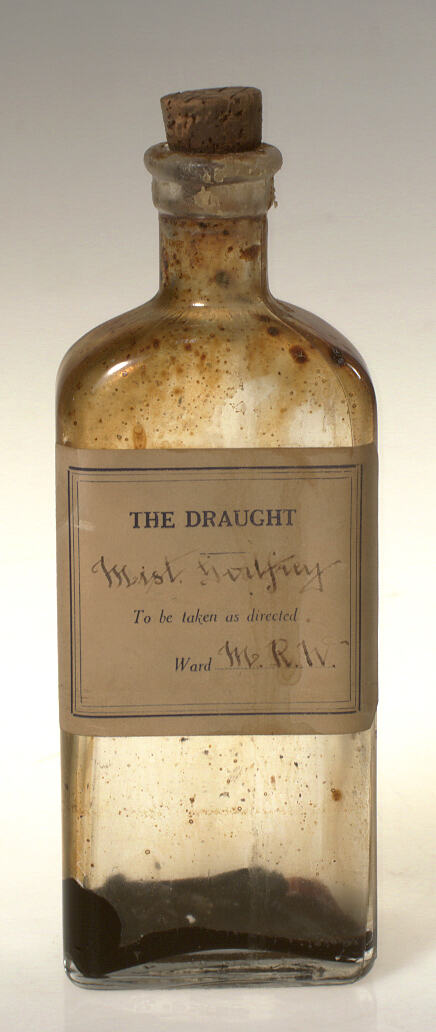 THE DRAUGHT
Mist. Godfrey
To be taken as directed.
Ward M. R. W.